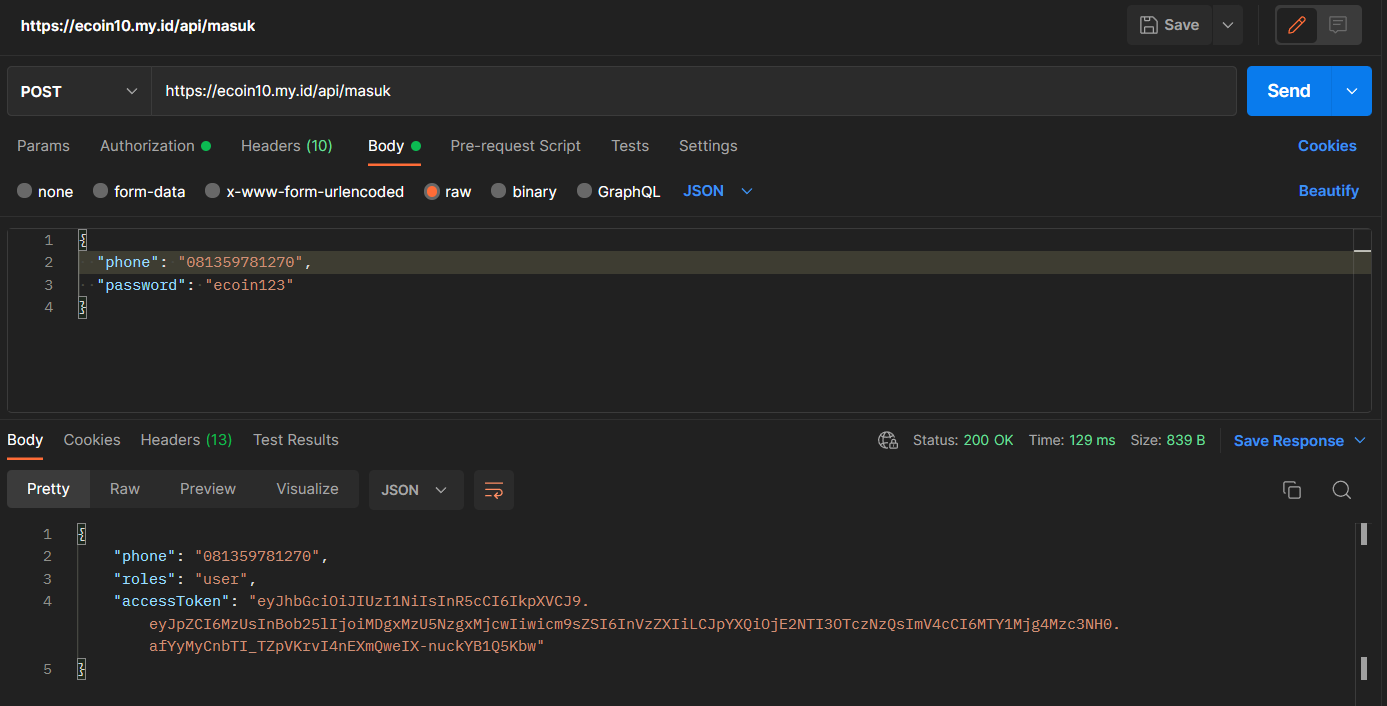 https://ecoin10.my.id/api/masuk
Save
POST
https://ecoin10.my.id/api/masuk
Send
Params Authorization Headers (10) Body Pre-request Script Tests Settings Cookies
none form-data x-www-form-urlencoded raw binary GraphQL JSON Beautify
1 {
2 "phone": "081359781270",
3 "password": "ecoin123"
4 }
Body Cookies Headers (13) Test Results Status: 200 OK Time: 129 ms Size: 839 B Save Response
Pretty Raw Preview Visualize JSON
1 {
2 "phone": "081359781270",
3 "roles": "user",
4 "accessToken": "eyJhbGciOiJIUzI1NiIsInR5cCI6IkpXVCJ9.
eyJpZCI6MzUsInBob25lIjoiMDgxMzU5NzgxMjcwIiwicm9sZSI6InVzZXIiLCJpYXQiOjE2NTI3OTczNzQsImV4cCI6MTY1Mjg4Mzc3NH0.
afYyMyCnbTI_TZpVKrvI4nEXmQweIX-nuckYB1Q5Kbw"
5 }